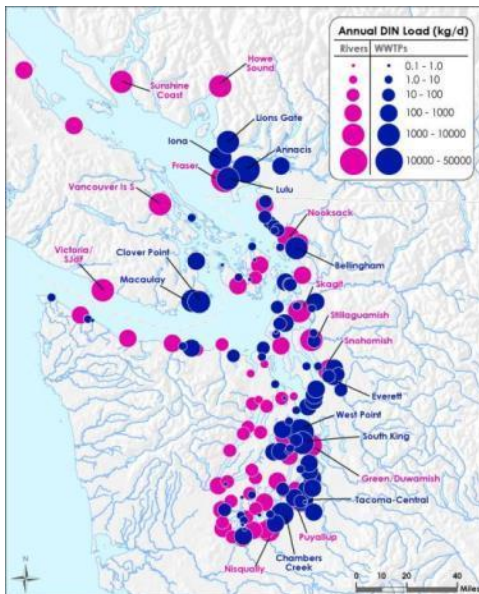 Annual DIN Load (kg/d)
Rivers WWTPs
0.1 - 1.0
1.0 - 10
10 - 100
100 - 1000
1000 - 10000
10000 - 50000
Howe
Sound
Sunshine
Coast
Lions Gate
Iona
Annacis
Fraser
Lulu
Vancouver Is S
Nooksack
Victoria/
SJdF
Clover Point
Bellingham
Macaulay
Skagit
Stillaguamish
Snohomish
Everett
West Point
South King
Green/Duwamish
Tacoma-Central
Puyallup
Nisqually
Chambers
Creek
N
0 10 20 40
Miles